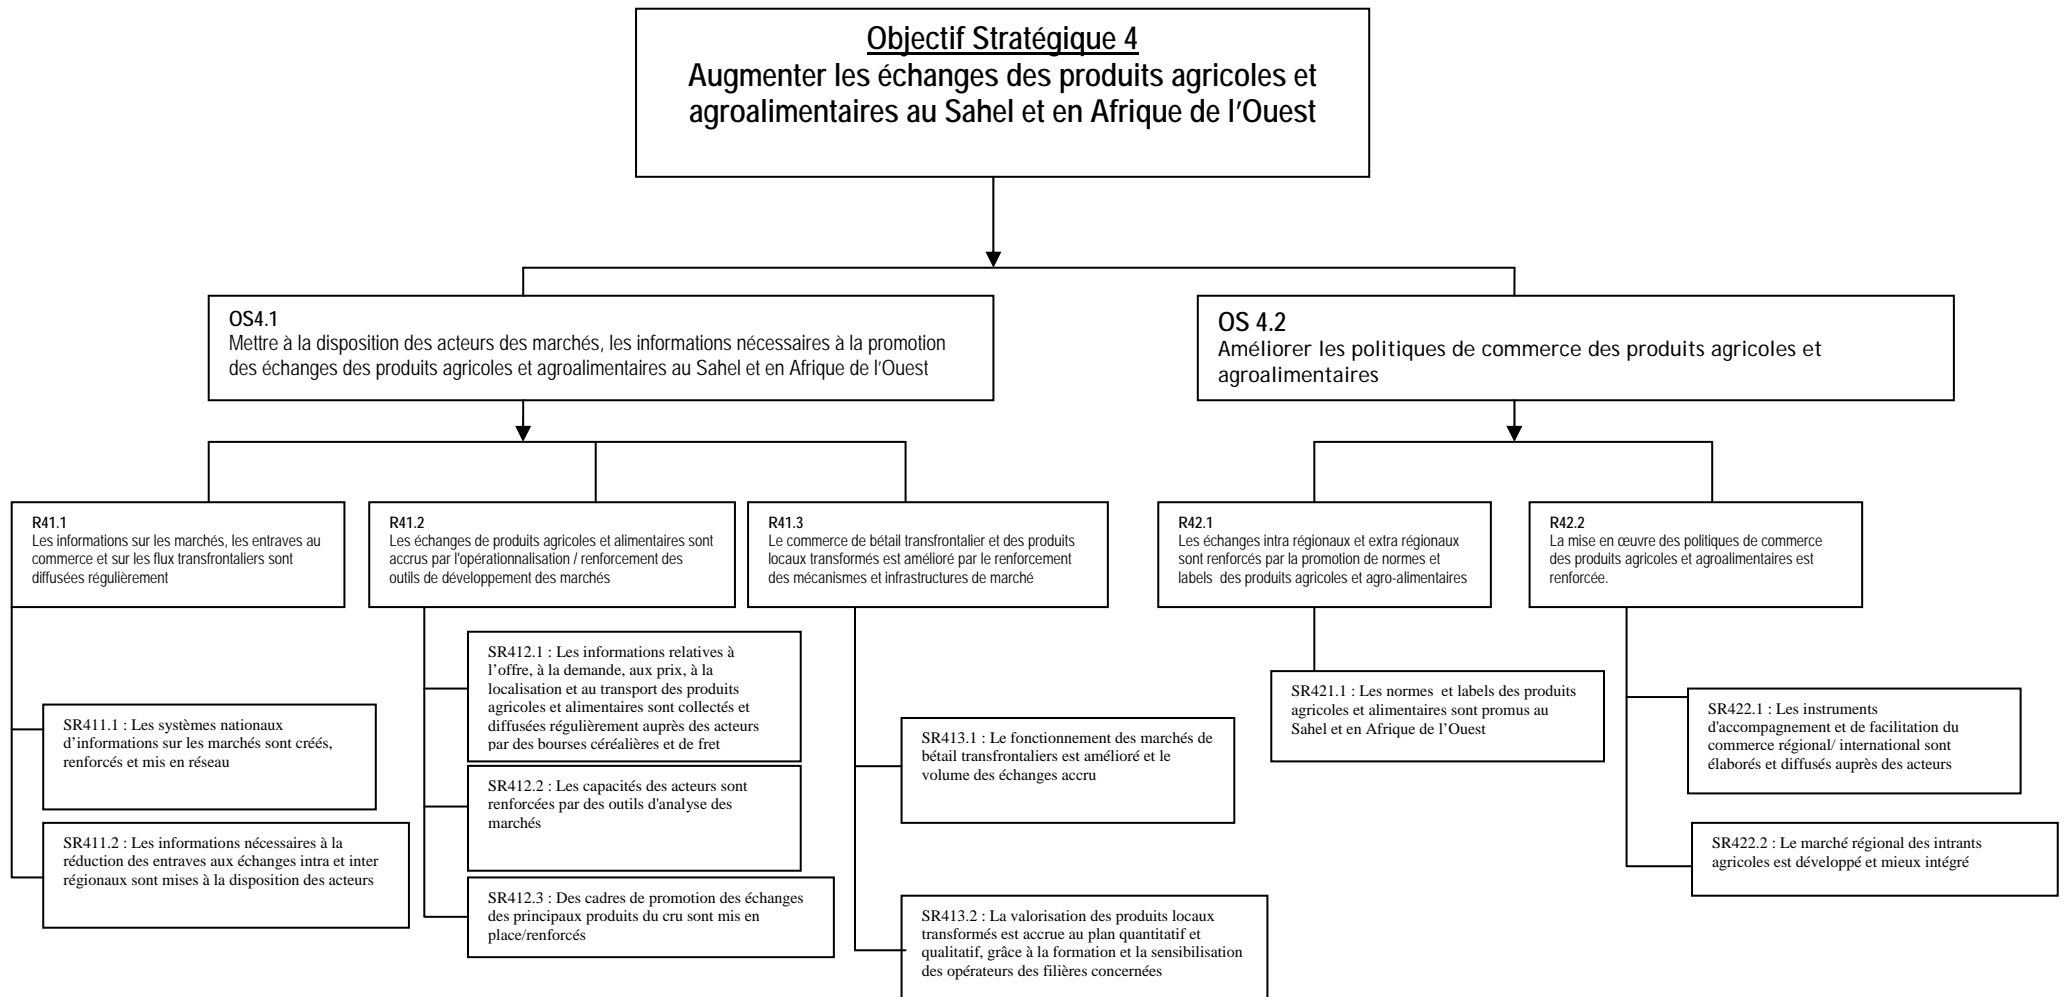 Objectif Stratégique 4
Augmenter les échanges des produits agricoles et
agroalimentaires au Sahel et en Afrique de l'Ouest
OS4.1
Mettre à la disposition des acteurs des marchés, les informations nécessaires à la promotion
des échanges des produits agricoles et agroalimentaires au Sahel et en Afrique de l'Ouest
OS 4.2
Améliorer les politiques de commerce des produits agricoles et
agroalimentaires
R41.1
Les informations sur les marchés, les entraves au
commerce et sur les flux transfrontaliers sont
diffusées régulièrement
R41.2
Les échanges de produits agricoles et alimentaires sont
accrus par l'opérationnalisation / renforcement des
outils de développement des marchés
R41.3
Le commerce de bétail transfrontalier et des produits
locaux transformés est amélioré par le renforcement
des mécanismes et infrastructures de marché
R42.1
Les échanges intra régionaux et extra régionaux
sont renforcés par la promotion de normes et
labels des produits agricoles et agro-alimentaires
R42.2
La mise en œuvre des politiques de commerce
des produits agricoles et agroalimentaires est
renforcée.
SR411.1 : Les systèmes nationaux
d'informations sur les marchés sont créés,
renforcés et mis en réseau
SR411.2 : Les informations nécessaires à la
réduction des entraves aux échanges intra et inter
régionaux sont mises à la disposition des acteurs
SR412.1 : Les informations relatives à
l'offre, à la demande, aux prix, à la
localisation et au transport des produits
agricoles et alimentaires sont collectés et
diffusées régulièrement auprès des acteurs
par des bourses céréalières et de fret
SR412.2 : Les capacités des acteurs sont
renforcées par des outils d'analyse des
marchés
SR412.3 : Des cadres de promotion des échanges
des principaux produits du cru sont mis en
place/renforcés
SR413.1 : Le fonctionnement des marchés de
bétail transfrontaliers est amélioré et le
volume des échanges accru
SR413.2 : La valorisation des produits locaux
transformés est accrue au plan quantitatif et
qualitatif, grâce à la formation et la sensibilisation
des opérateurs des filières concernées
SR421.1 : Les normes et labels des produits
agricoles et alimentaires sont promus au
Sahel et en Afrique de l'Ouest
SR422.1 : Les instruments
d'accompagnement et de facilitation du
commerce régional/ international sont
élaborés et diffusés auprès des acteurs
SR422.2 : Le marché régional des intrants
agricoles est développé et mieux intégré